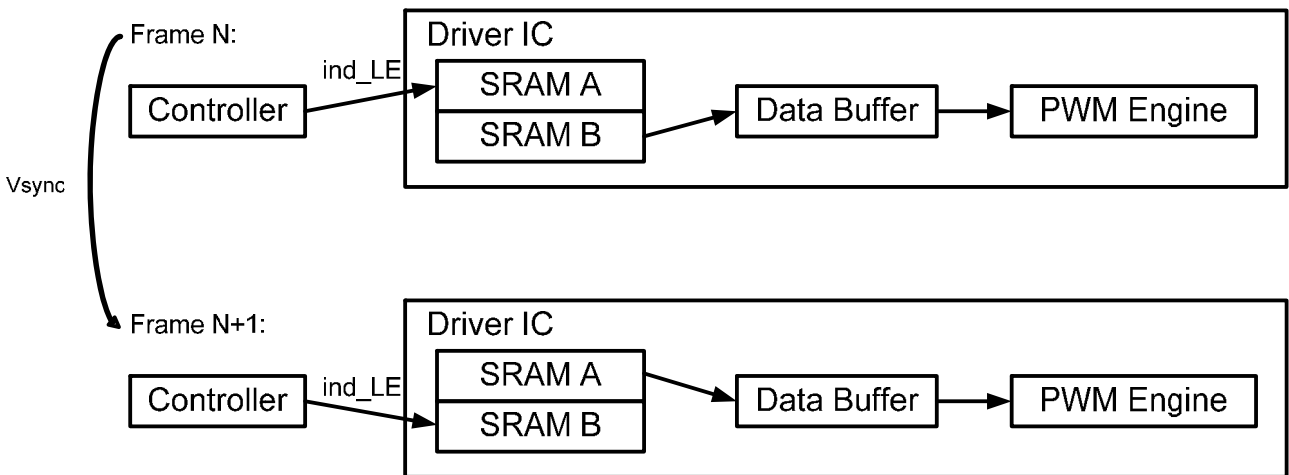 Frame N:
Driver IC
ind_LE
SRAM A
Controller
SRAM B
Data Buffer
PWM Engine
Vsync
Frame N+1:
Driver IC
ind_LE
SRAM A
Controller
SRAM B
Data Buffer
PWM Engine